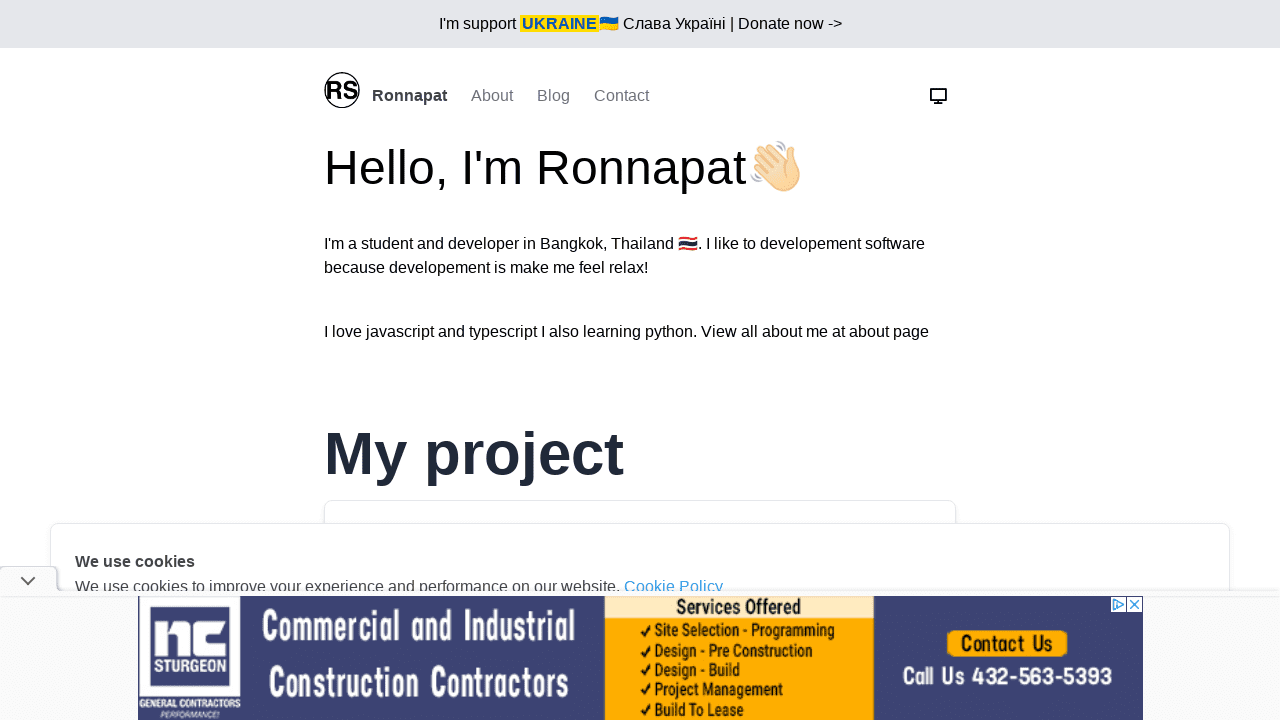 I'm support UKRAINE🇺🇦 Слава Україні | Donate now ->
RS Ronnapat About Blog Contact
Hello, I'm Ronnapat👋🏻
I'm a student and developer in Bangkok, Thailand 🇹🇭. I like to developement software
because developement is make me feel relax!
I love javascript and typescript I also learning python. View all about me at about page
My project
We use cookies
We use cookies to improve your experience and performance on our website. Cookie Policy
nc
STURGEON
GENERAL CONTRACTORS
PERFORMANCE!
Commercial and Industrial
Construction Contractors
Services Offered
Site Selection - Programming
Design - Pre Construction
Design - Build
Project Management
Build To Lease
Contact Us
Call Us 432-563-5393